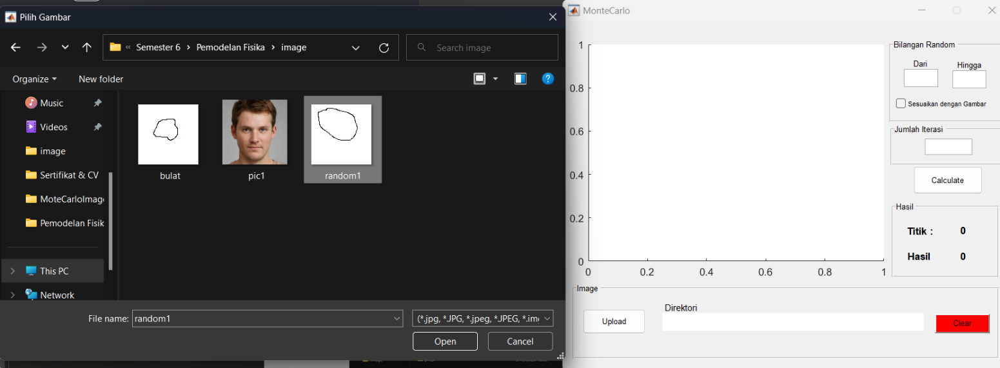 Pilih Gambar
« Semester 6 > Pemodelan Fisika > image
Search image
Organize
New folder
Music
Videos
image
Sertifikat & CV
MoteCarloImag
Pemodelan Fisik
This PC
Network
bulat
pic1
random1
File name:
random1
(*.jpg, *.JPG, *.jpeg, *.JPEG, *.im
Open
Cancel
MonteCarlo
1
0.8
0.6
0.4
0.2
0
0
0.2
0.4
0.6
0.8
1
Bilangan Random
Dari
Hingga
Sesuaikan dengan Gambar
Jumlah Iterasi
Calculate
Hasil
Titik : 0
Hasil 0
Image
Direktori
Upload
Clear